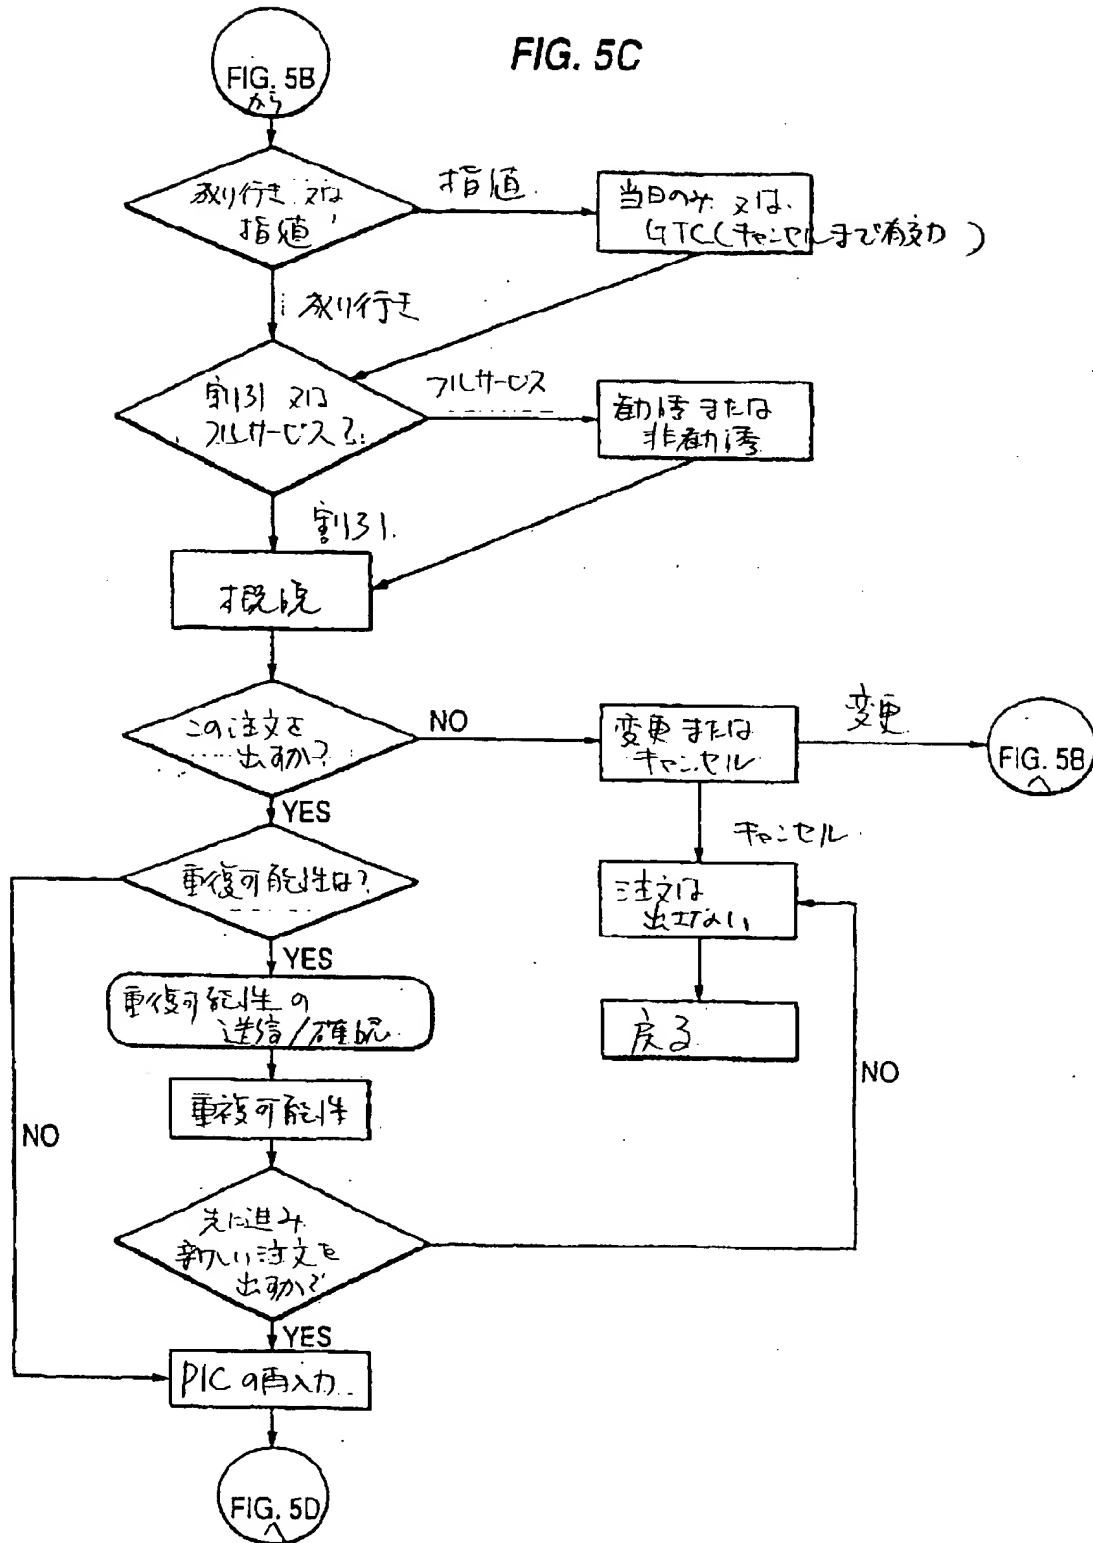 FIG. 5C
FIG. 5B
から
成り行き 又は
指値
指値
当日のみ 又は
GTC(キャンセルまで有効)
成り行き
割引 又は
フルサービス?
フルサービス
勧誘または
非勧誘
割引
概観
この注文を
出すか?
NO
変更または
キャンセル
変更
FIG. 5B
へ
YES
キャンセル
重複可能性は?
注文は
出さない
YES
重複可能性の
送信/確認
戻る
NO
重複可能性
NO
先に進み
新しい注文を
出すか?
YES
PICの再入力
FIG. 5D
へ